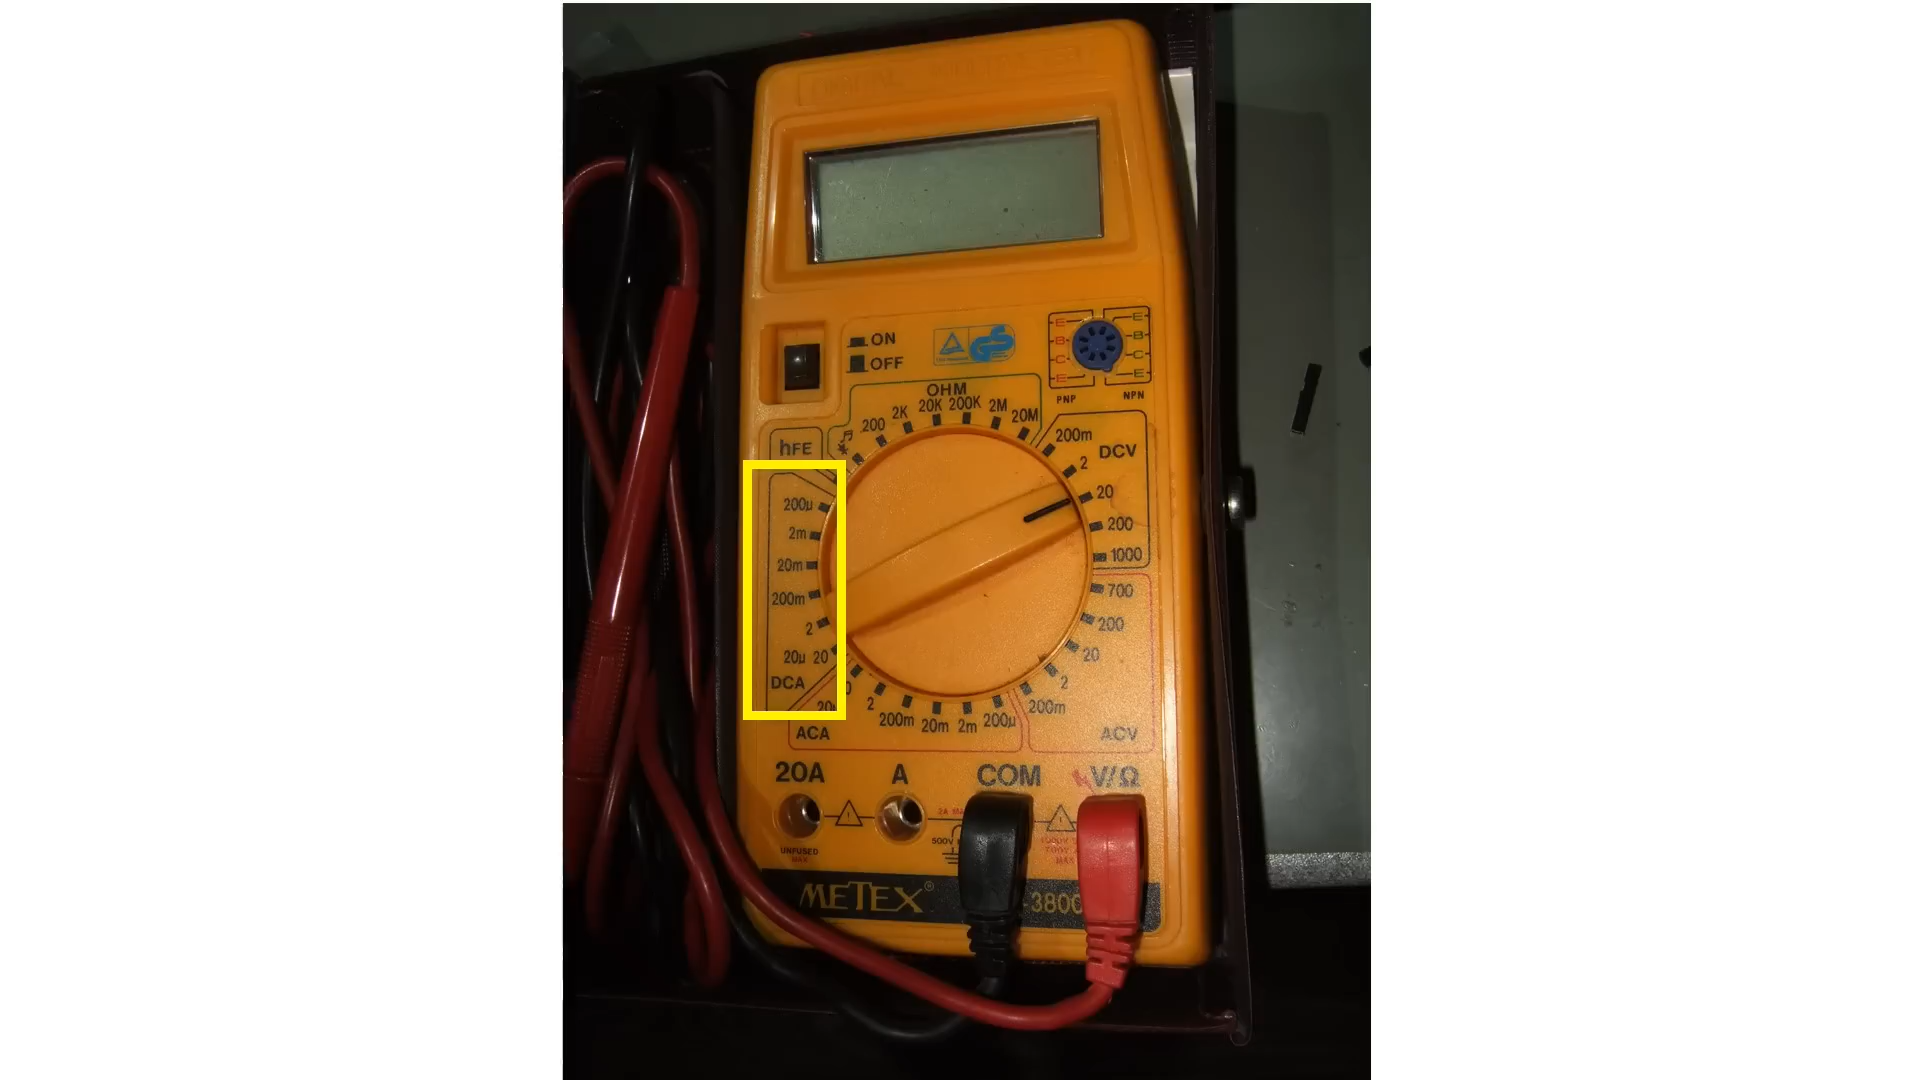 ON
OFF
OHM
200 2K 20K 200K 2M 20M
E
B
C
E
E
B
C
E
PNP NPN
hFE
200m
DCV
2
20
200
1000
200µ
2m
20m
200m
2
20µ 20
DCA
700
200
20
2
200m
ACV
2
200m
20m
2m
200µ
ACA
20A A COM V/Ω
UNFUSED
MAX
500V
METEX®
-3800